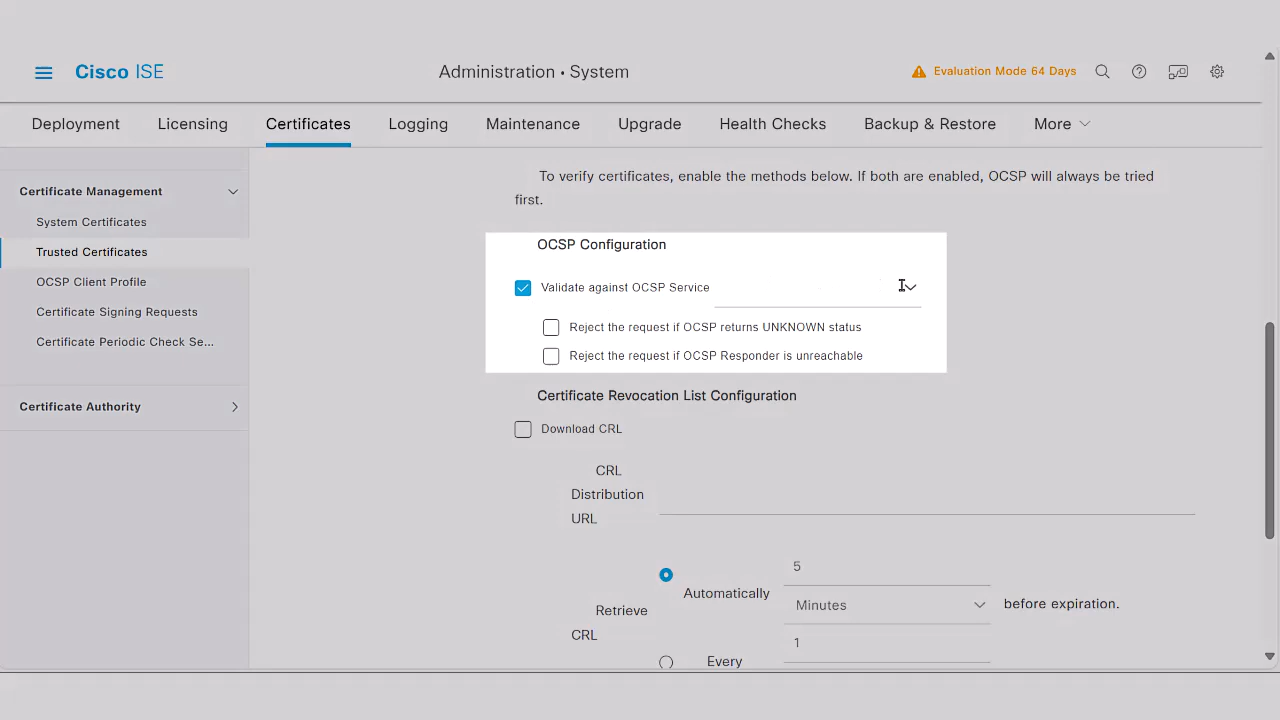 Cisco ISE
Administration • System
Evaluation Mode 64 Days
Deployment
Licensing
Certificates
Logging
Maintenance
Upgrade
Health Checks
Backup & Restore
More
Certificate Management
System Certificates
Trusted Certificates
OCSP Client Profile
Certificate Signing Requests
Certificate Periodic Check Se...
Certificate Authority
To verify certificates, enable the methods below. If both are enabled, OCSP will always be tried
first.
OCSP Configuration
Validate against OCSP Service
Reject the request if OCSP returns UNKNOWN status
Reject the request if OCSP Responder is unreachable
Certificate Revocation List Configuration
Download CRL
CRL
Distribution
URL
Retrieve
CRL
Automatically
5
Minutes
before expiration.
Every
1